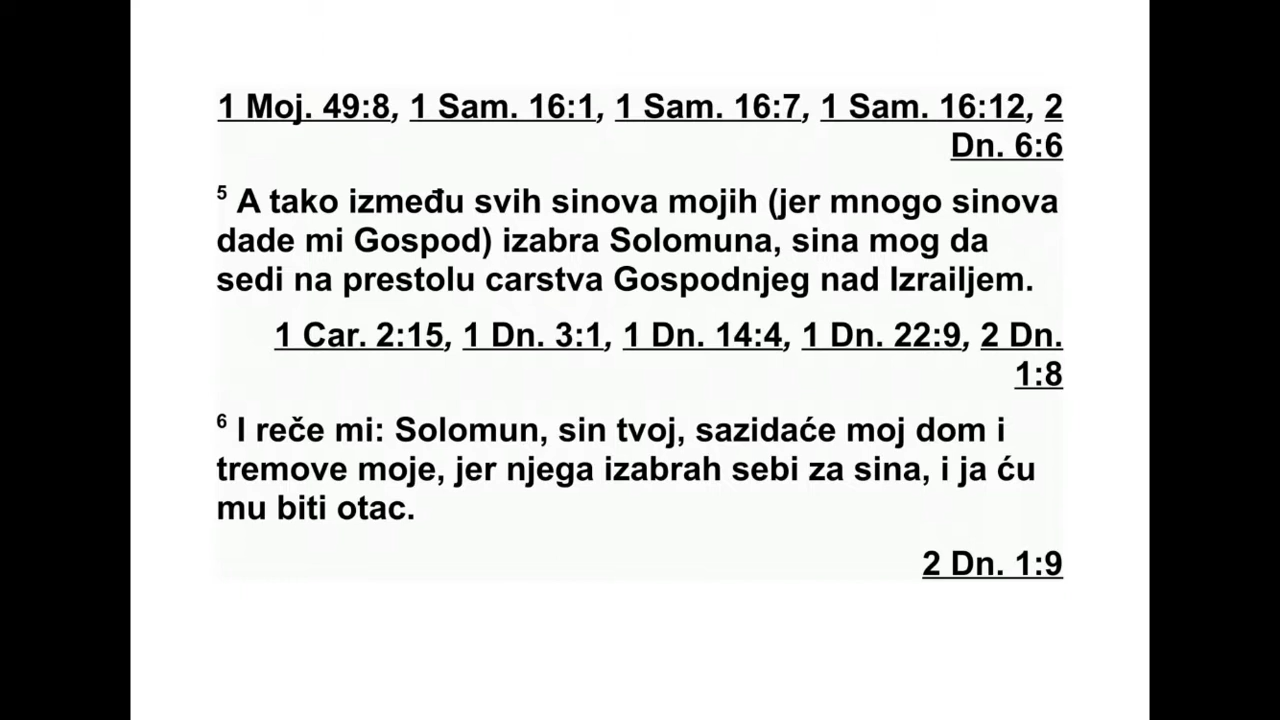 1 Moj. 49:8, 1 Sam. 16:1, 1 Sam. 16:7, 1 Sam. 16:12, 2
Dn. 6:6
5 A tako između svih sinova mojih (jer mnogo sinova
dade mi Gospod) izabra Solomuna, sina mog da
sedi na prestolu carstva Gospodnjeg nad Izrailjem.
1 Car. 2:15, 1 Dn. 3:1, 1 Dn. 14:4, 1 Dn. 22:9, 2 Dn.
1:8
6 I reče mi: Solomun, sin tvoj, sazidaće moj dom i
tremove moje, jer njega izabrah sebi za sina, i ja ću
mu biti otac.
2 Dn. 1:9